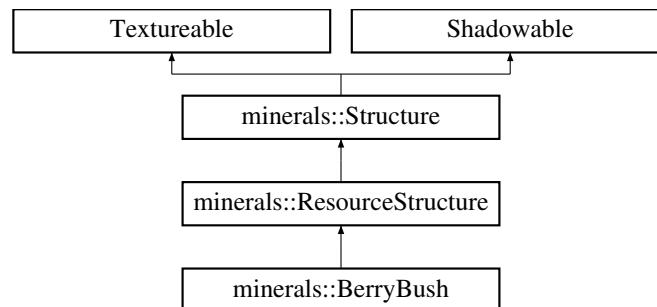 Textureable
Shadowable
minerals::Structure
minerals::ResourceStructure
minerals::BerryBush